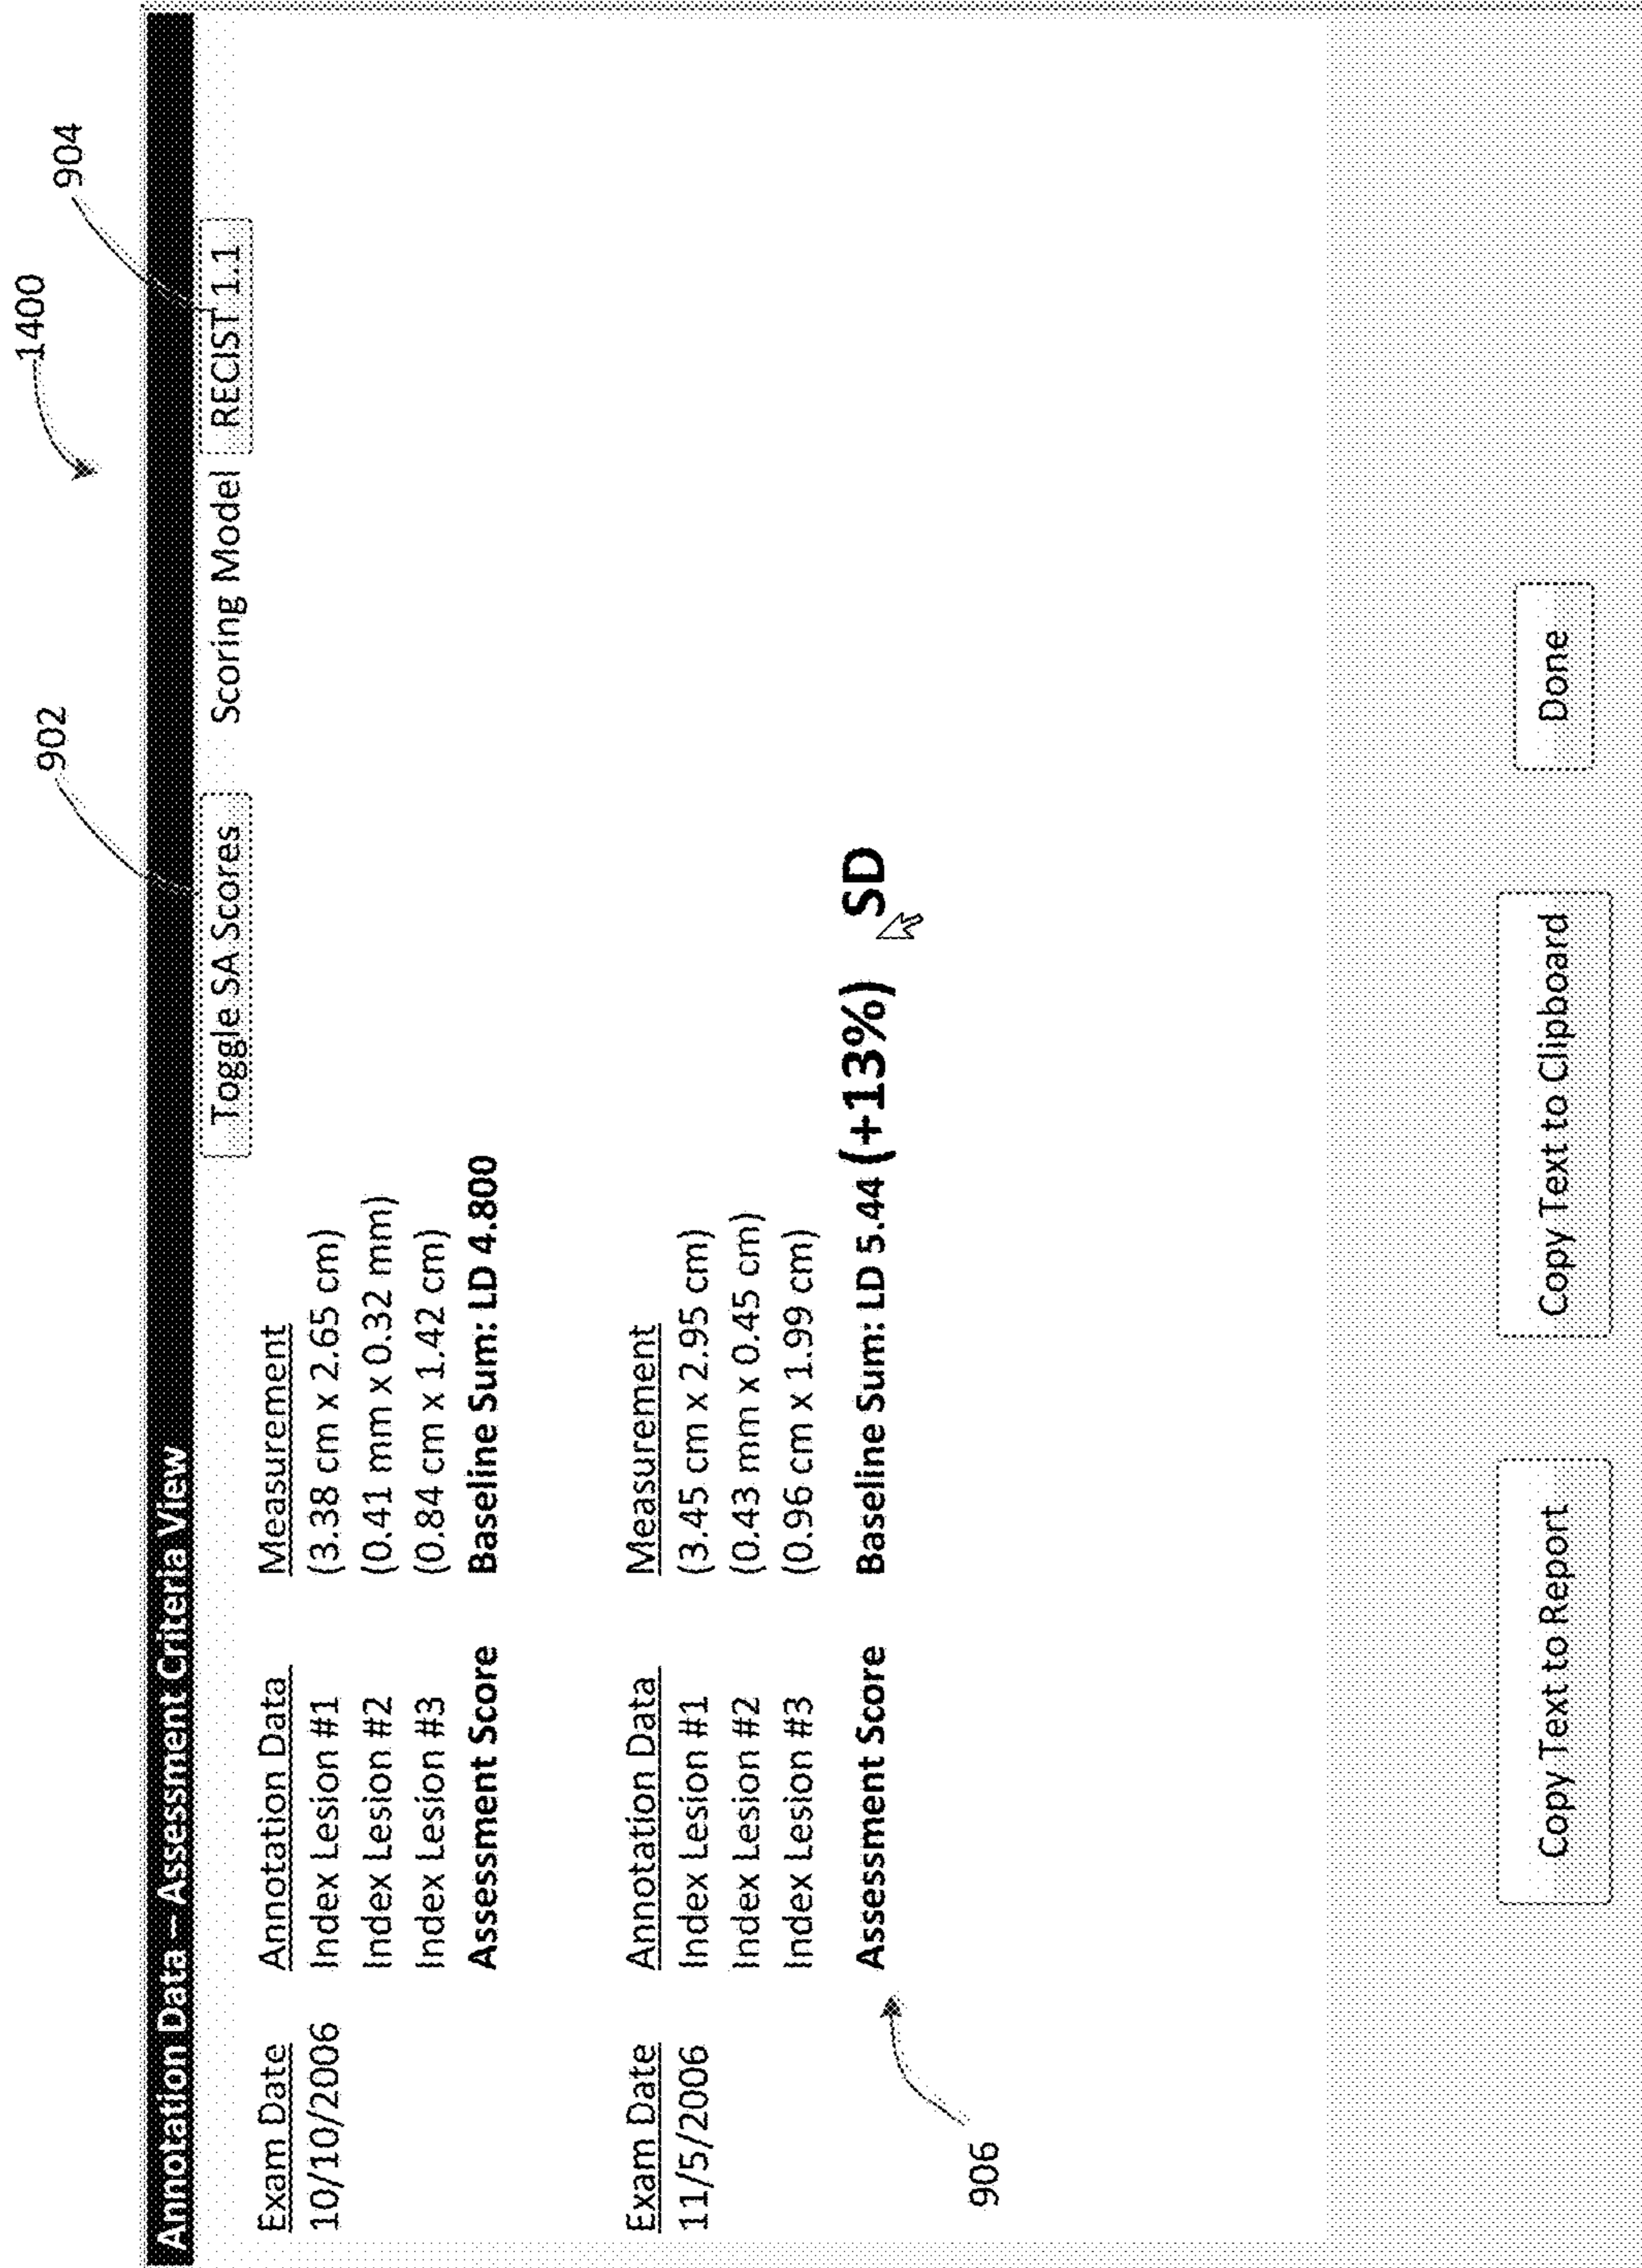 1400
902
904
Annotation Data – Assessment Criteria View
Toggle SA Scores Scoring Model RECIST 1.1
Exam Date Annotation Data Measurement
10/10/2006 Index Lesion #1 (3.38 cm x 2.65 cm)
Index Lesion #2 (0.41 mm x 0.32 mm)
Index Lesion #3 (0.84 cm x 1.42 cm)
Assessment Score Baseline Sum: LD 4.800
Exam Date Annotation Data Measurement
11/5/2006 Index Lesion #1 (3.45 cm x 2.95 cm)
Index Lesion #2 (0.43 mm x 0.45 cm)
Index Lesion #3 (0.96 cm x 1.99 cm)
Assessment Score Baseline Sum: LD 5.44 (+13%) SD
906
Copy Text to Report Copy Text to Clipboard Done